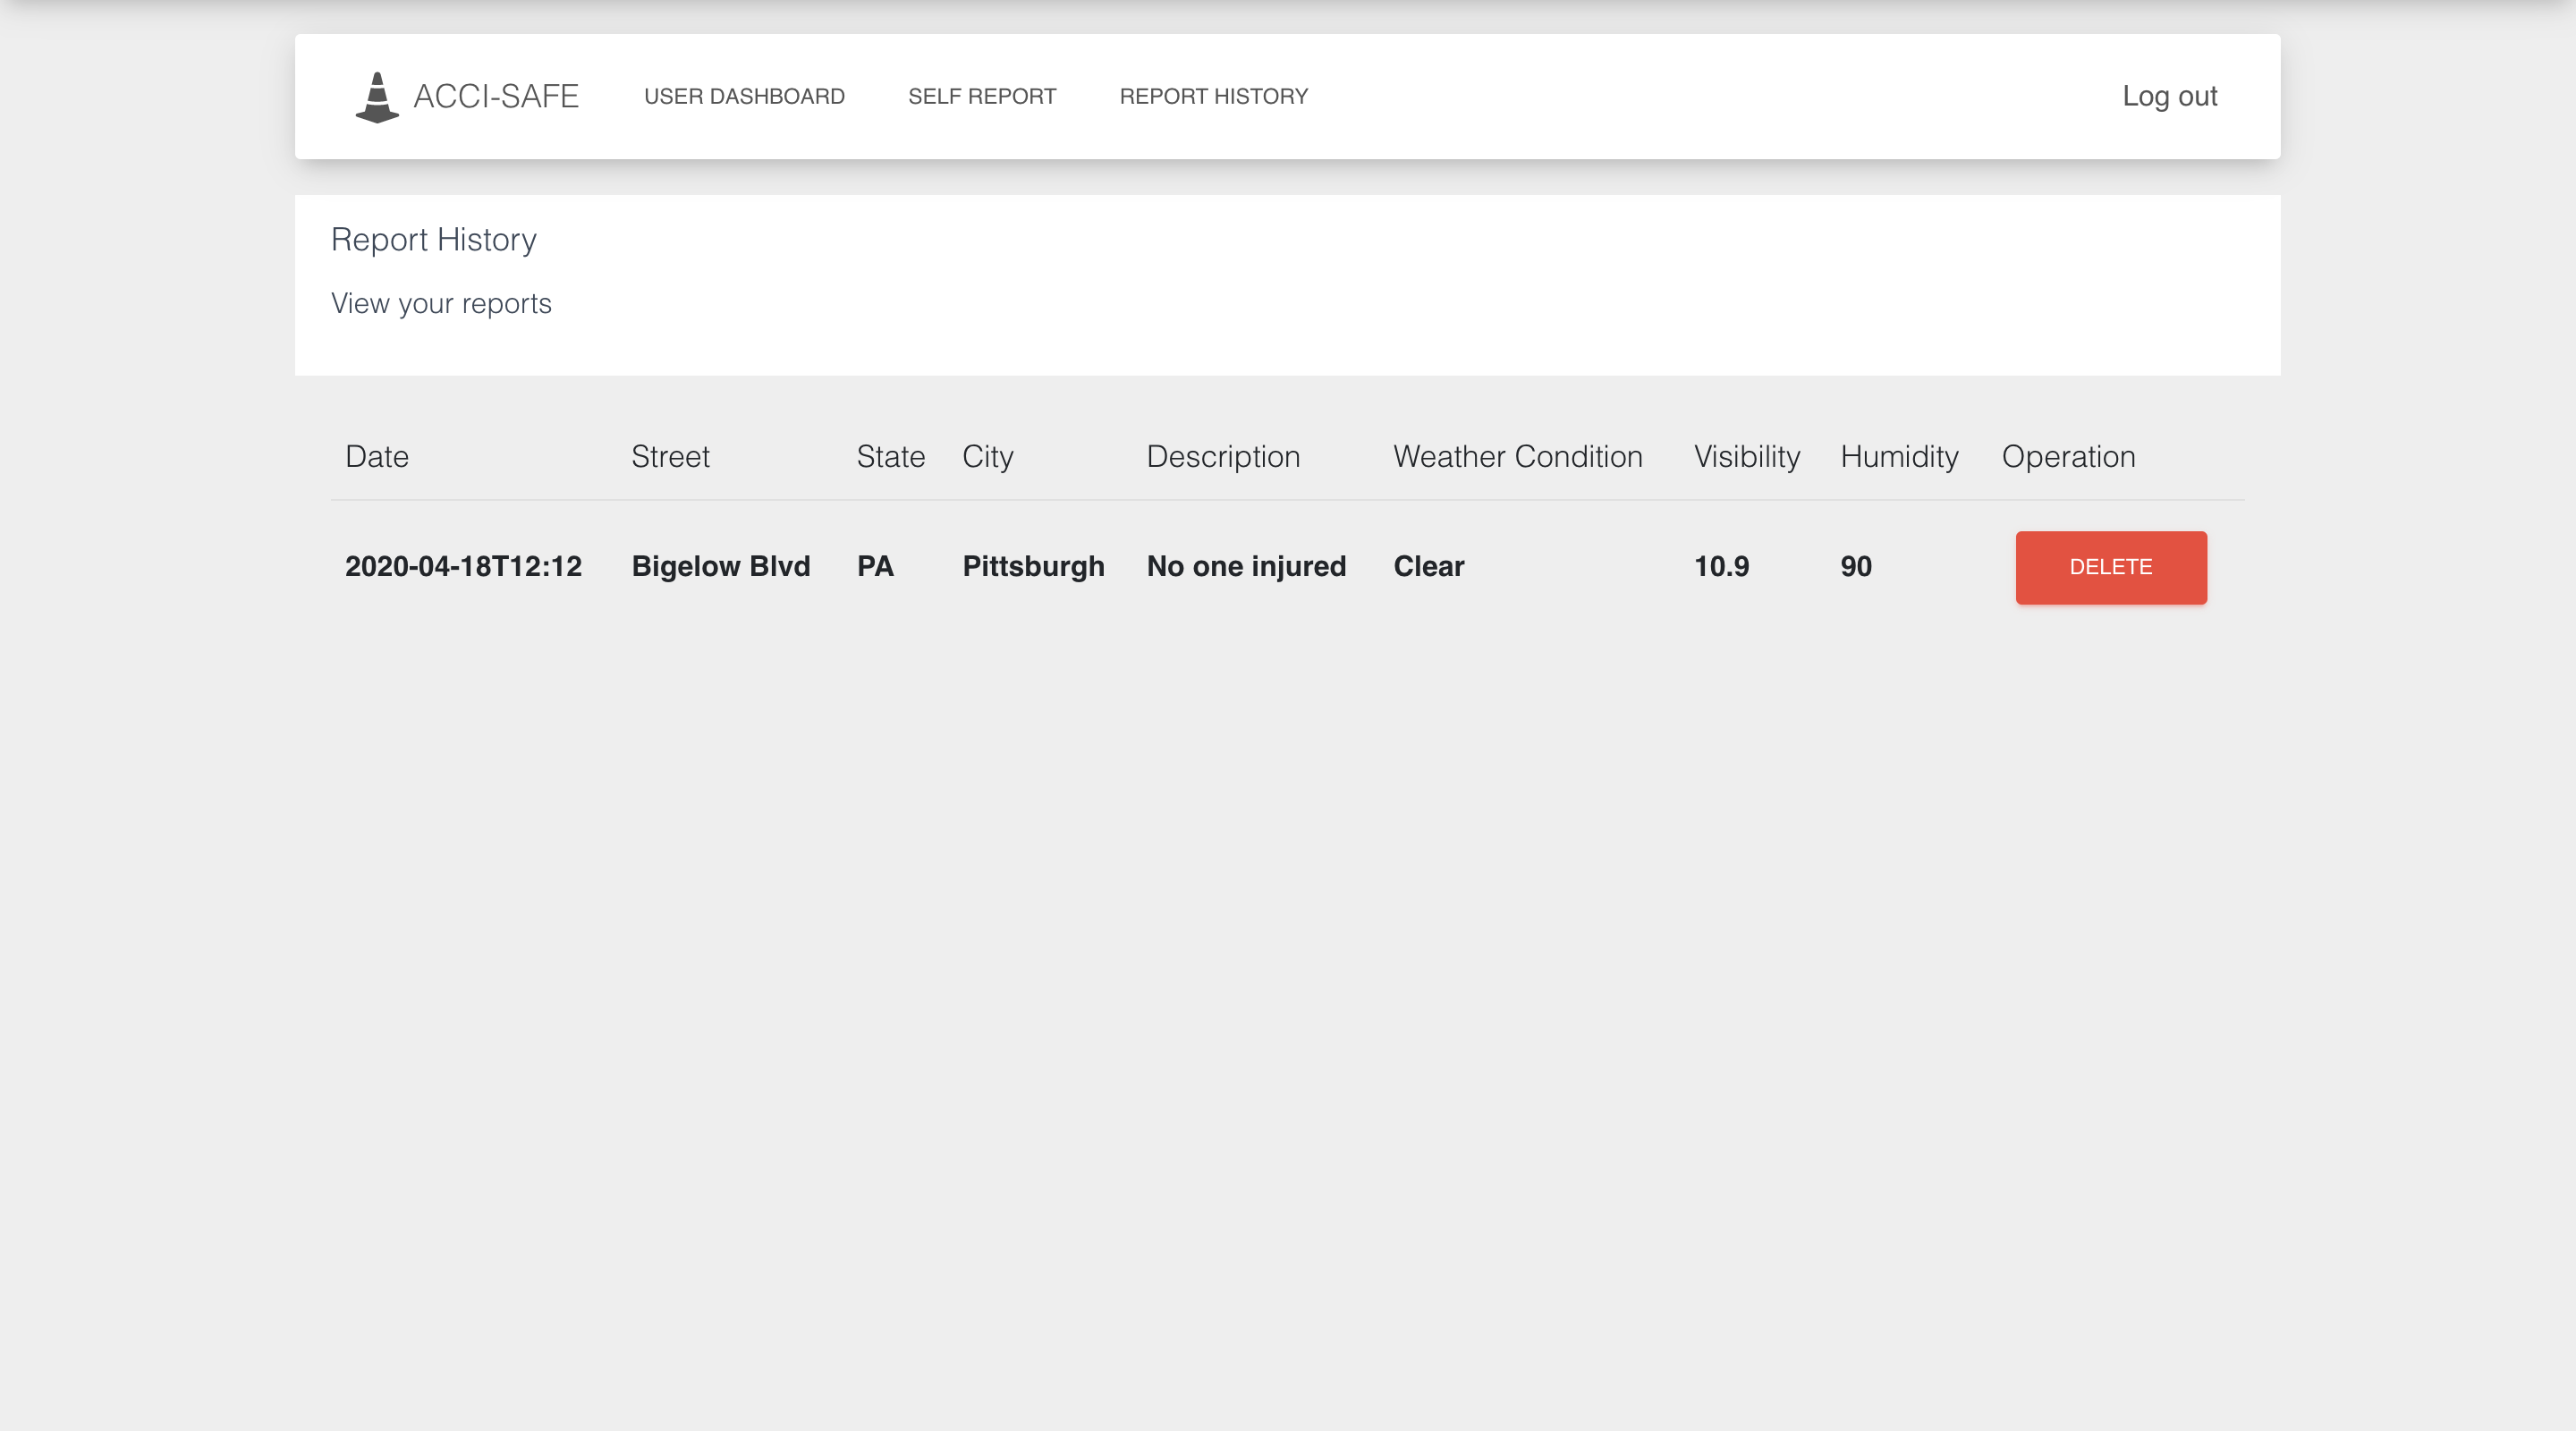 ACCI-SAFE USER DASHBOARD SELF REPORT REPORT HISTORY Log out
Report History
View your reports
Date Street State City Description Weather Condition Visibility Humidity Operation
2020-04-18T12:12 Bigelow Blvd PA Pittsburgh No one injured Clear 10.9 90 DELETE